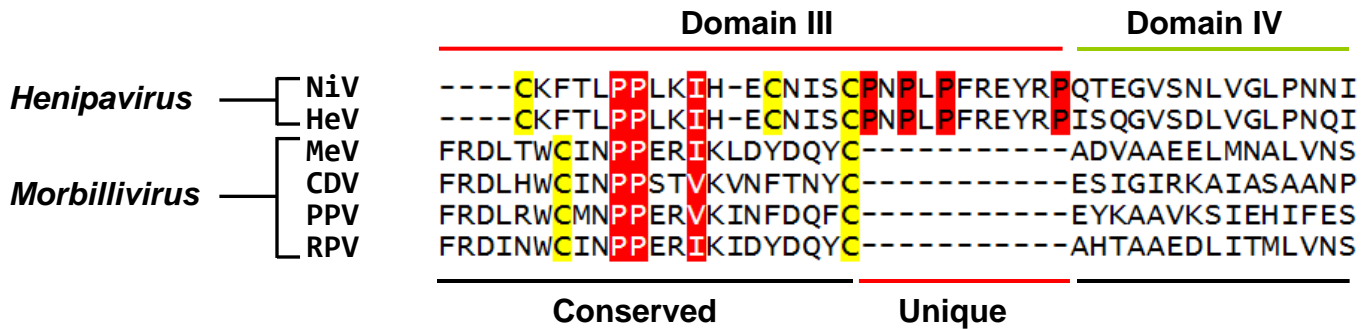 Domain III Domain IV
Henipavirus
NiV ----CKFTLPPLKIH-ECNISCPNPLPFREYRPQTEGVSNLVGLPNNI
HeV ----CKFTLPPLKIH-ECNISCPNPLPFREYRPISQGVSDLVGLPNQI
Morbillivirus
MeV FRDLTWCINPPERIKLDYDQYC-----------ADVAAEELMNALVNS
CDV FRDLHWCINPPSTVKVNFTNYC-----------ESIGIRKAIASAANP
PPV FRDLRWCMNPPERVKINFDQFC-----------EYKAAVKSIEHIFES
RPV FRDINWCINPPERIKIDYDQYC-----------AHTAAEDLITMLVNS
Conserved Unique